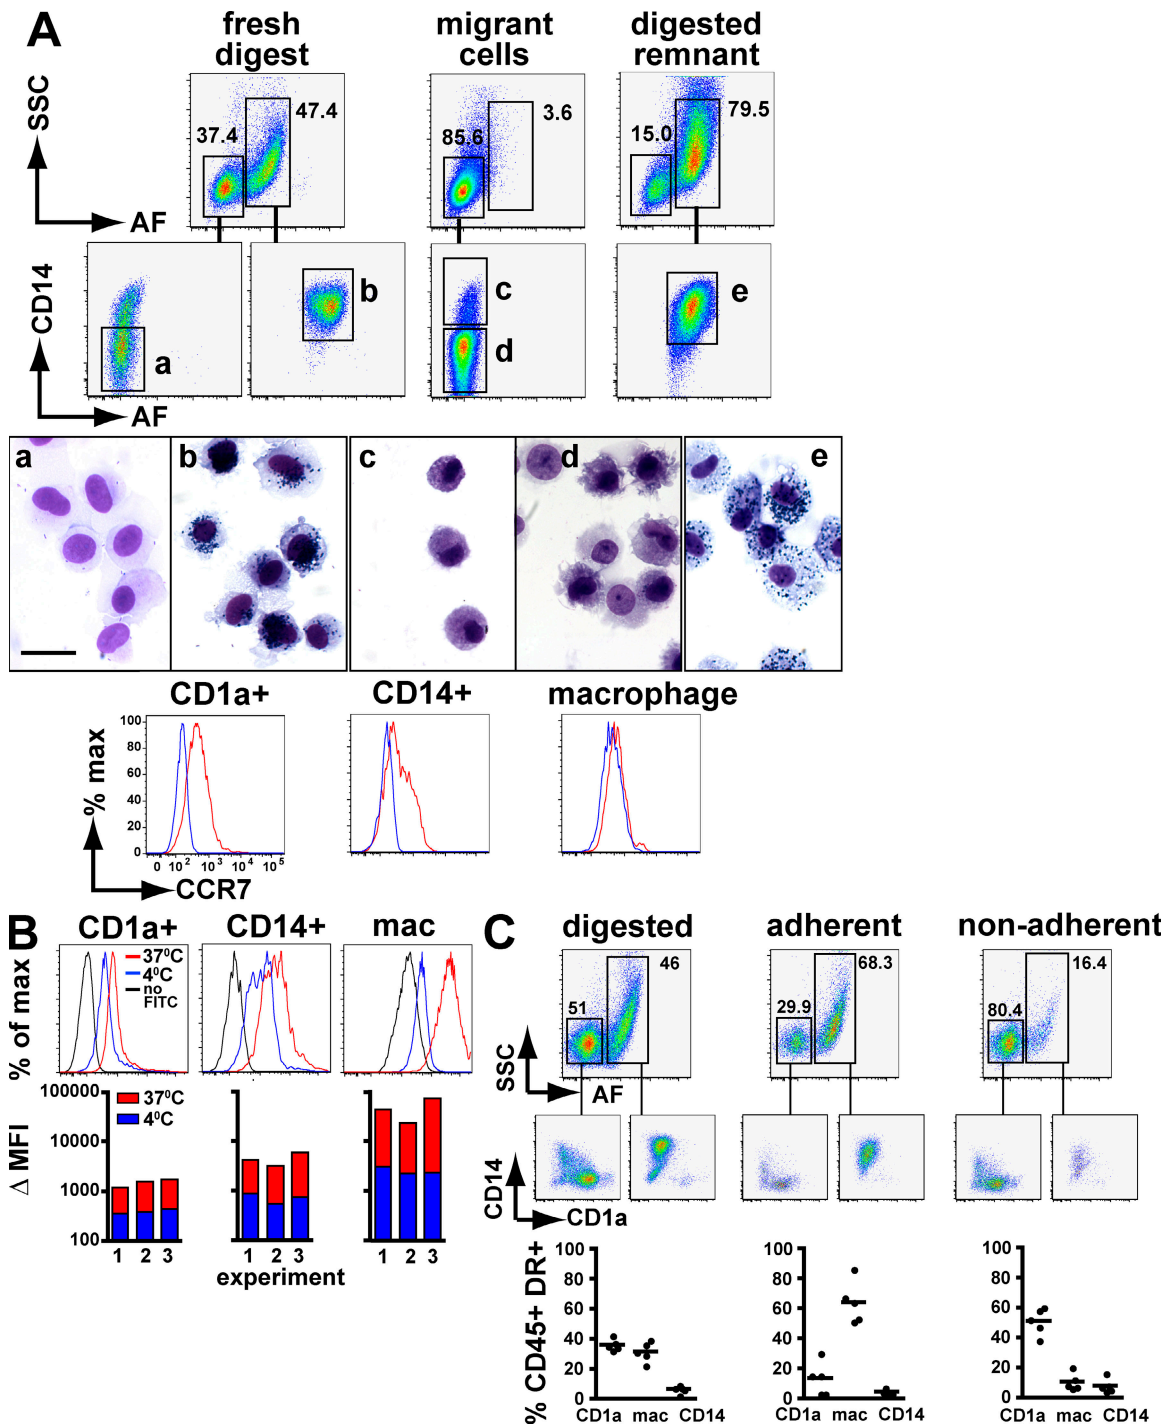 A
fresh digest
migrant cells
digested remnant
SSC
AF
37.4
47.4
85.6
3.6
15.0
79.5
CD14
AF
a
b
c
d
e
a
b
c
d
e
CD1a+
CD14+
macrophage
% max
100
80
60
40
20
0
0 10² 10³ 10⁴ 10⁵
CCR7
B
CD1a+
CD14+
mac
% of max
37⁰C
4⁰C
no FITC
Δ MFI
100000
10000
1000
100
37⁰C
4⁰C
1 2 3
1 2 3
1 2 3
experiment
C
digested
adherent
non-adherent
SSC
AF
51
46
29.9
68.3
80.4
16.4
CD14
CD1a
% CD45+ DR+
100
80
60
40
20
0
CD1a mac CD14
100
80
60
40
20
0
CD1a mac CD14
100
80
60
40
20
0
CD1a mac CD14